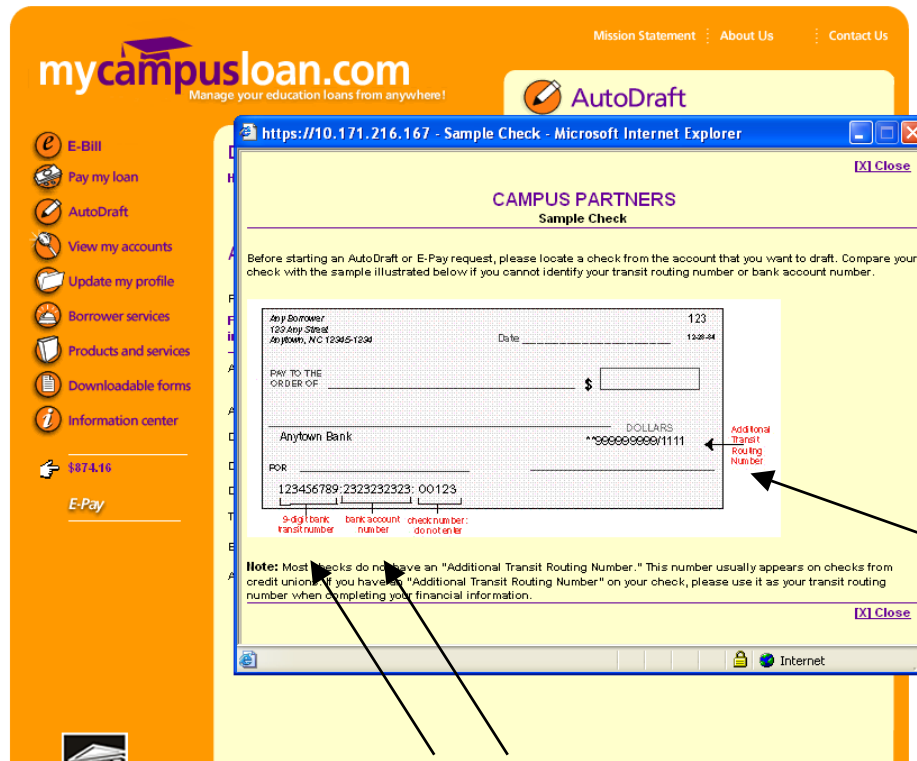 Mission Statement
About Us
Contact Us
mycampusloan.com
Manage your education loans from anywhere!
AutoDraft
E-Bill
Pay my loan
AutoDraft
View my accounts
Update my profile
Borrower services
Products and services
Downloadable forms
Information center
$874.16
E-Pay
https://10.171.216.167 - Sample Check - Microsoft Internet Explorer
[X] Close
CAMPUS PARTNERS
Sample Check
Before starting an AutoDraft or E-Pay request, please locate a check from the account that you want to draft. Compare your
check with the sample illustrated below if you cannot identify your transit routing number or bank account number.
Any Borrower
123 Any Street
Anytown, NC 12345-1234
123
Date
12-28-84
PAY TO THE
ORDER OF
$
DOLLARS
Anytown Bank
**999999999/1111
Additional
Transit
Routing
Number
FOR
123456789:2323232323: 00123
9-digit bank
transit number
bank account
number
check number:
do not enter
Note: Most checks do not have an "Additional Transit Routing Number." This number usually appears on checks from
credit unions. If you have an "Additional Transit Routing Number" on your check, please use it as your transit routing
number when completing your financial information.
[X] Close
Internet